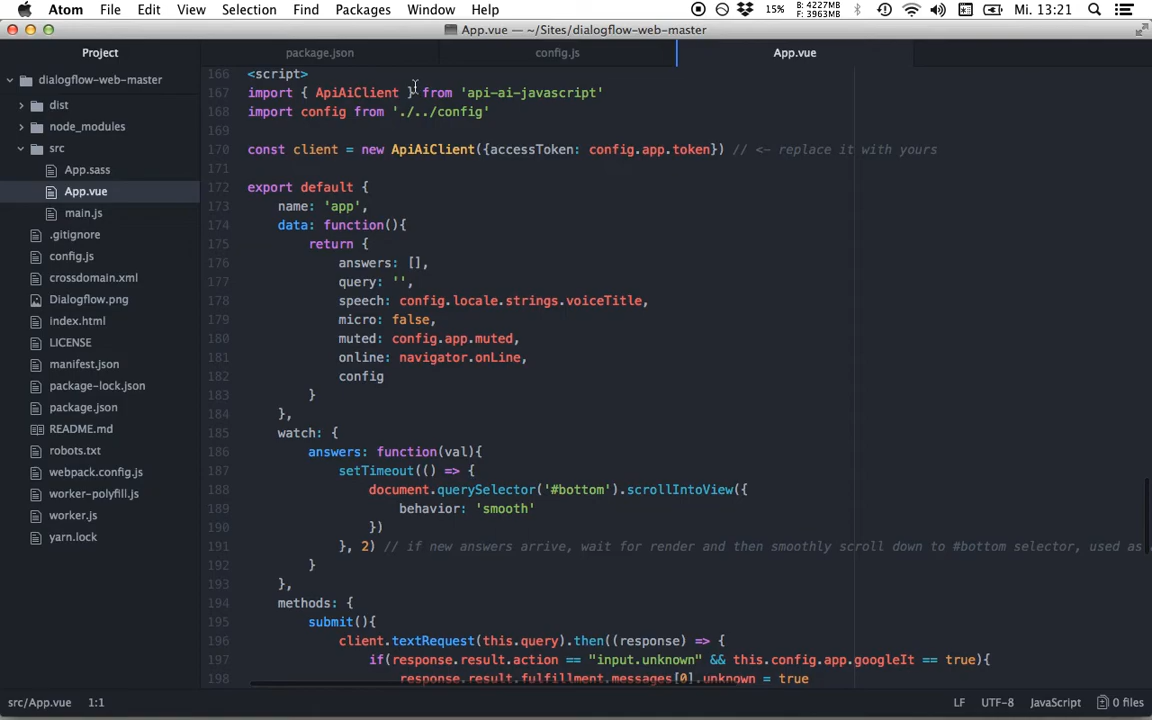 Atom File Edit View Selection Find Packages Window Help 15% B: 4227MB F: 3963MB Mi. 13:21
App.vue — ~/Sites/dialogflow-web-master
Project package.json config.js App.vue
dialogflow-web-master
dist
node_modules
src
App.sass
App.vue
main.js
.gitignore
config.js
crossdomain.xml
Dialogflow.png
index.html
LICENSE
manifest.json
package-lock.json
package.json
README.md
robots.txt
webpack.config.js
worker-polyfill.js
worker.js
yarn.lock
166 <script>
167 import { ApiAiClient } from 'api-ai-javascript'
168 import config from './../config'
169
170 const client = new ApiAiClient({accessToken: config.app.token}) // <- replace it with yours
171
172 export default {
173 name: 'app',
174 data: function(){
175 return {
176 answers: [],
177 query: '',
178 speech: config.locale.strings.voiceTitle,
179 micro: false,
180 muted: config.app.muted,
181 online: navigator.onLine,
182 config
183 }
184 },
185 watch: {
186 answers: function(val){
187 setTimeout(() => {
188 document.querySelector('#bottom').scrollIntoView({
189 behavior: 'smooth'
190 })
191 }, 2) // if new answers arrive, wait for render and then smoothly scroll down to #bottom selector, used as
192 }
193 },
194 methods: {
195 submit(){
196 client.textRequest(this.query).then((response) => {
197 if(response.result.action == "input.unknown" && this.config.app.googleIt == true){
198 response.result.fulfillment.messages[0].unknown = true
src/App.vue 1:1 LF UTF-8 JavaScript 0 files